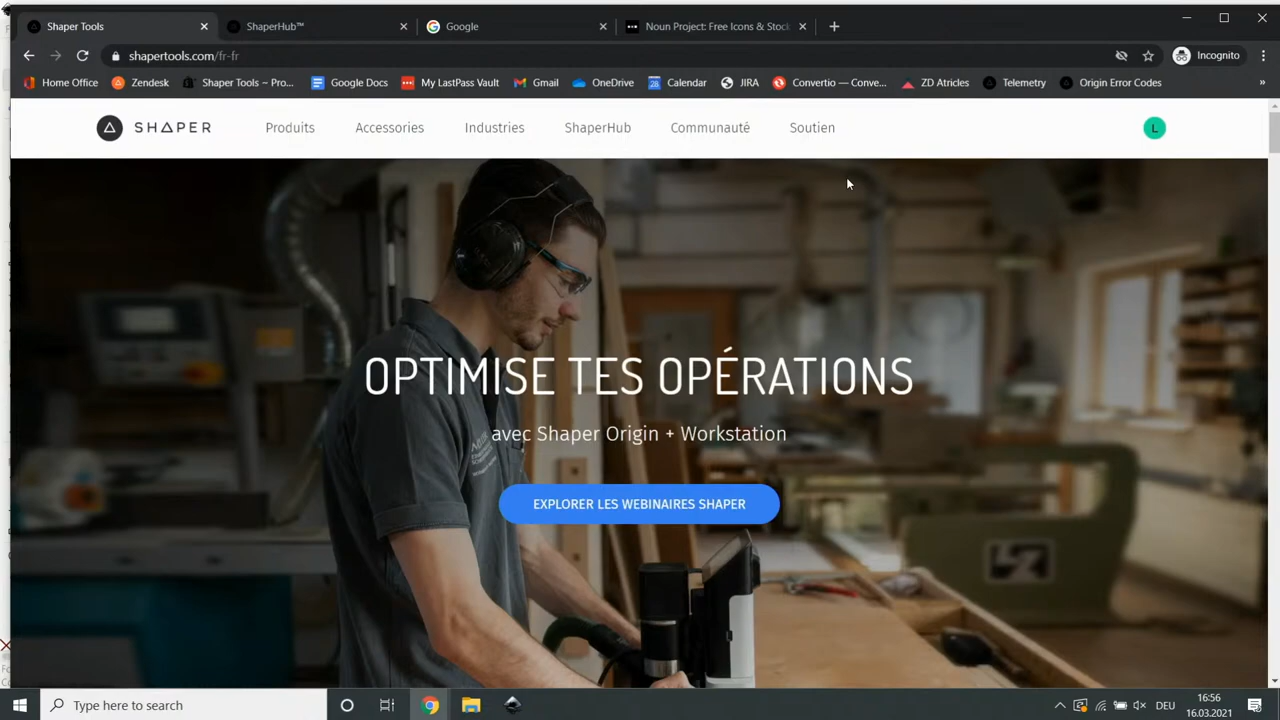 Shaper Tools
ShaperHub™
Google
Noun Project: Free Icons & Stock
shapertools.com/fr-fr
Incognito
Home Office
Zendesk
Shaper Tools – Pro...
Google Docs
My LastPass Vault
Gmail
OneDrive
Calendar
JIRA
Convertio — Conve...
ZD Atricles
Telemetry
Origin Error Codes
»
SHAPER
Produits
Accessories
Industries
ShaperHub
Communauté
Soutien
L
OPTIMISE TES OPÉRATIONS
avec Shaper Origin + Workstation
EXPLORER LES WEBINAIRES SHAPER
Type here to search
DEU
16:56
16.03.2021